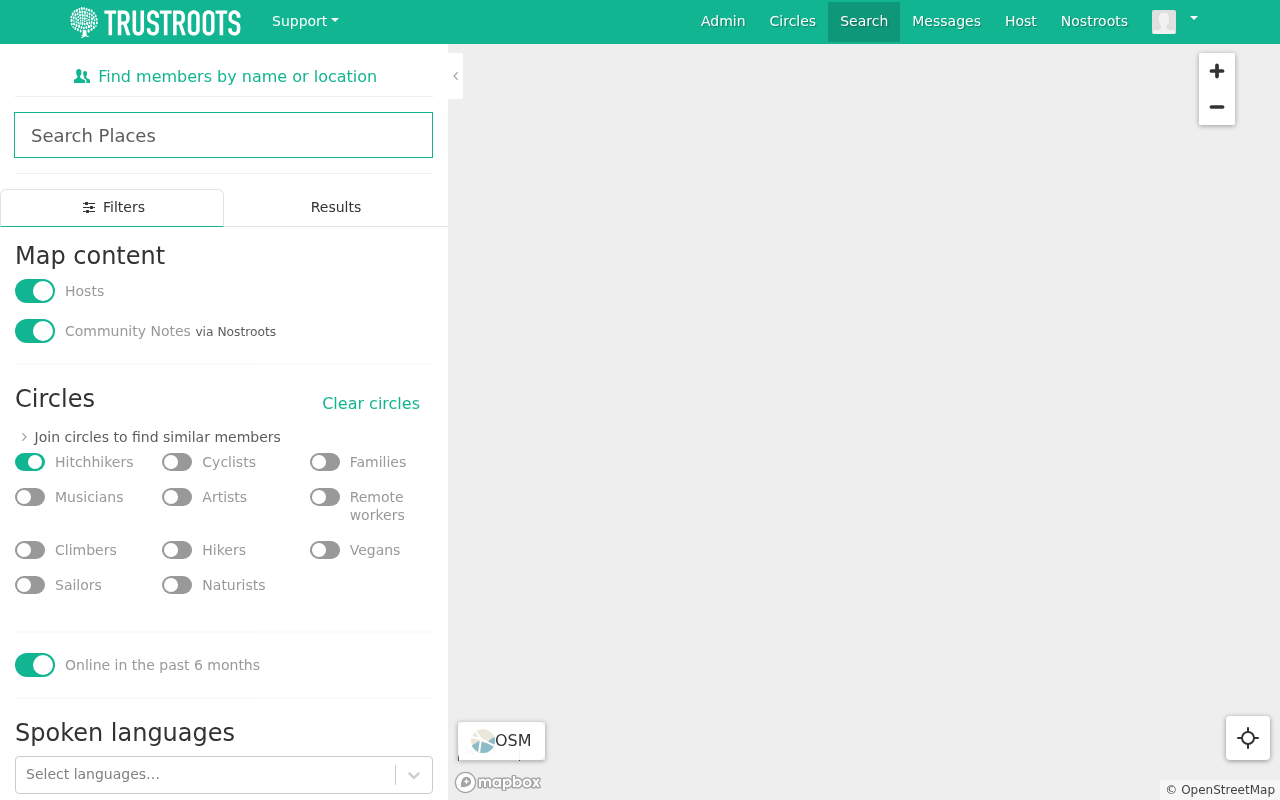 TRUSTROOTS
Support
Admin
Circles
Search
Messages
Host
Nostroots
Find members by name or location
Search Places
Filters
Results
Map content
Hosts
Community Notes via Nostroots
Circles
Clear circles
Join circles to find similar members
Hitchhikers
Cyclists
Families
Musicians
Artists
Remote
workers
Climbers
Hikers
Vegans
Sailors
Naturists
Online in the past 6 months
Spoken languages
Select languages...
OSM
mapbox
© OpenStreetMap